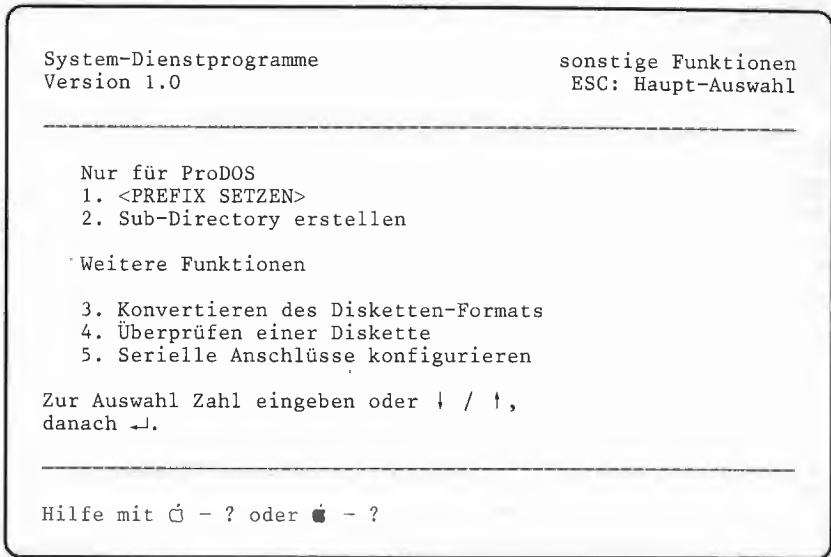 System-Dienstprogramme sonstige Funktionen
Version 1.0 ESC: Haupt-Auswahl
Nur für ProDOS
1. <PREFIX SETZEN>
2. Sub-Directory erstellen
Weitere Funktionen
3. Konvertieren des Disketten-Formats
4. Überprüfen einer Diskette
5. Serielle Anschlüsse konfigurieren
Zur Auswahl Zahl eingeben oder ↓ / ↑,
danach ↵.
Hilfe mit  - ? oder  - ?